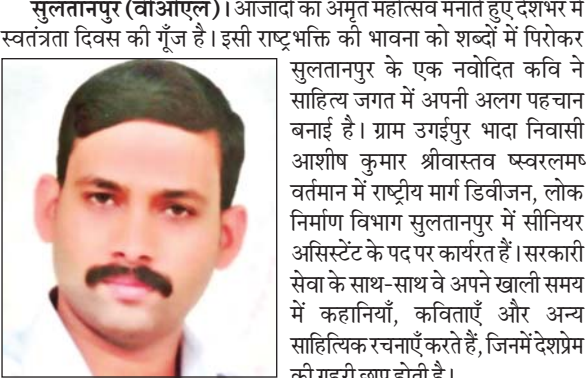 सुलतानपुर (वीओएल)। आजादी का अमृत महोत्सव मनाते हुए देशभर में
स्वतंत्रता दिवस की गूँज है। इसी राष्ट्रभक्ति की भावना को शब्दों में पिरोकर
सुलतानपुर के एक नवोदित कवि ने
साहित्य जगत में अपनी अलग पहचान
बनाई है। ग्राम उगईपुर भादा निवासी
आशीष कुमार श्रीवास्तव ष्स्वरलमष्
वर्तमान में राष्ट्रीय मार्ग डिवीजन, लोक
निर्माण विभाग सुलतानपुर में सीनियर
असिस्टेंट के पद पर कार्यरत हैं। सरकारी
सेवा के साथ-साथ वे अपने खाली समय
में कहानियाँ, कविताएँ और अन्य
साहित्यिक रचनाएँ करते हैं, जिनमें देशप्रेम
की गहरी छाप होती है।